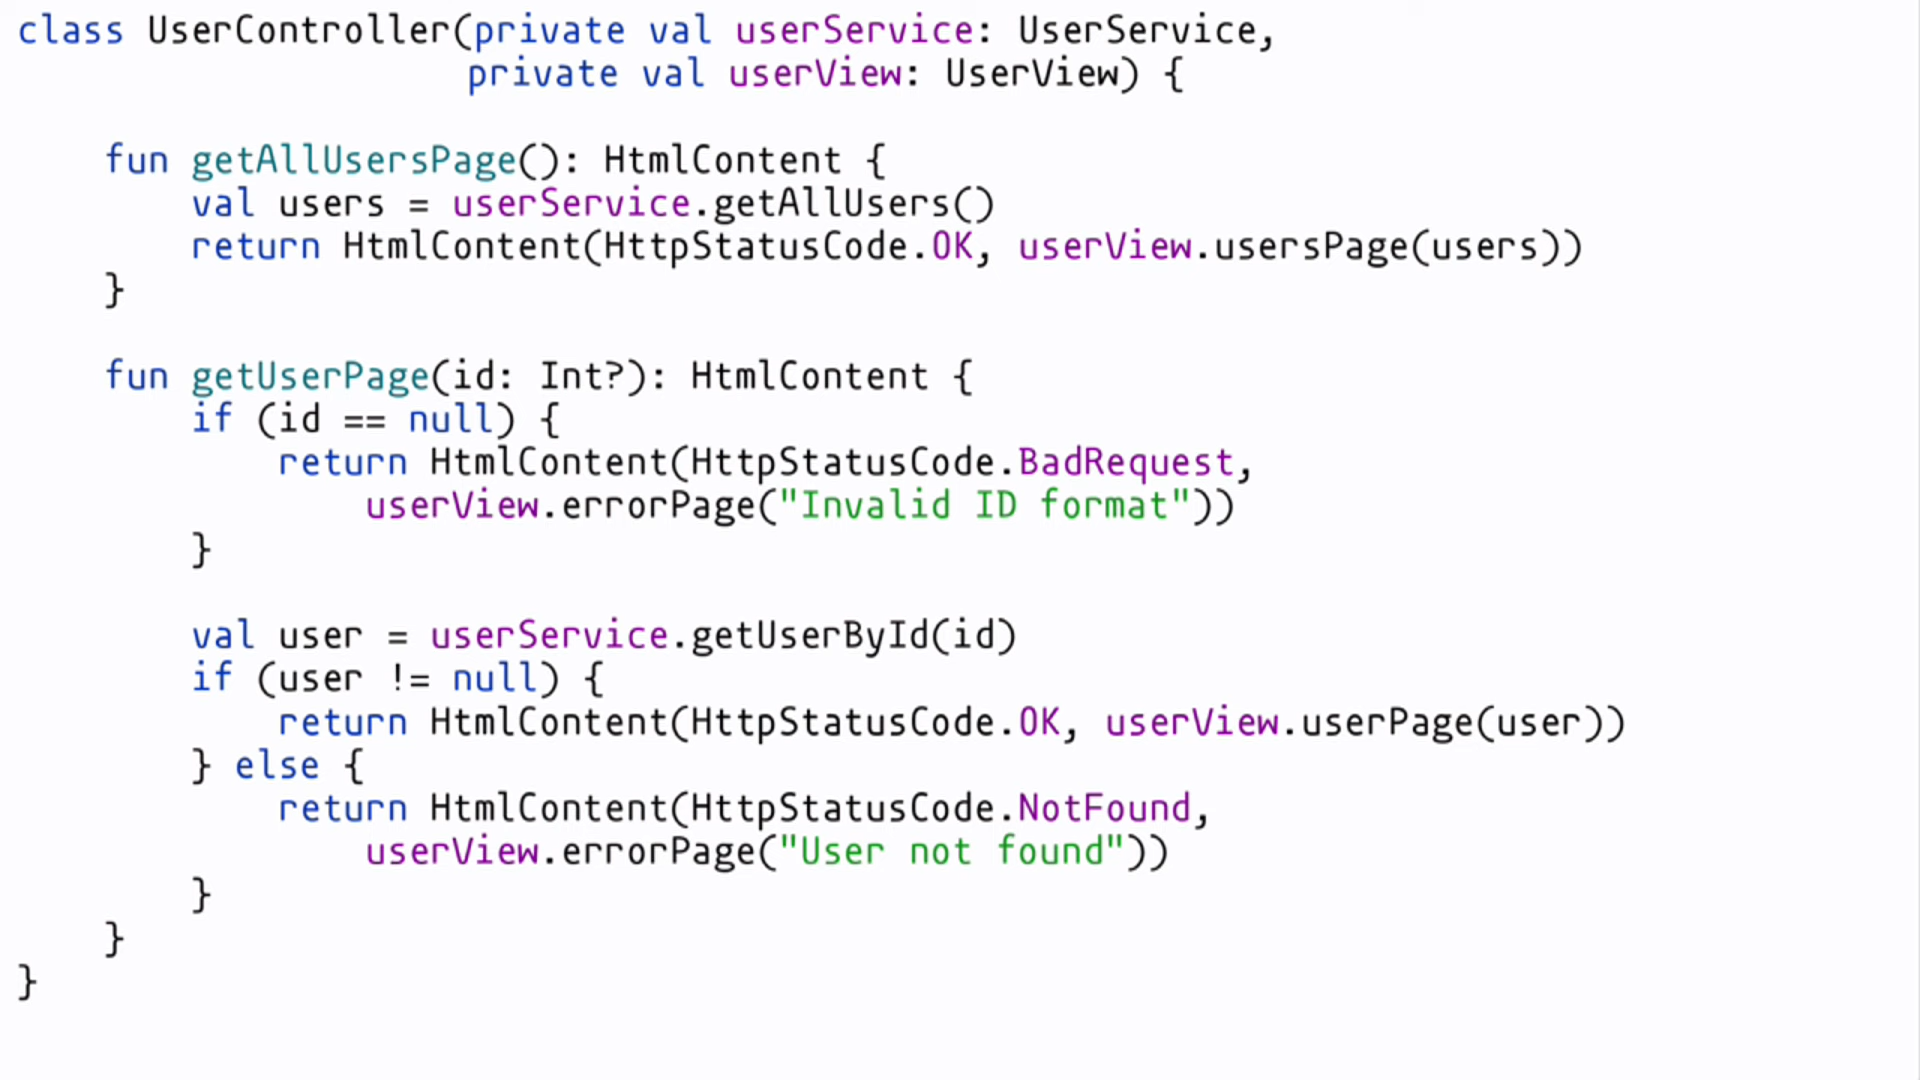 class UserController(private val userService: UserService,
                     private val userView: UserView) {

    fun getAllUsersPage(): HtmlContent {
        val users = userService.getAllUsers()
        return HtmlContent(HttpStatusCode.OK, userView.usersPage(users))
    }

    fun getUserPage(id: Int?): HtmlContent {
        if (id == null) {
            return HtmlContent(HttpStatusCode.BadRequest,
                userView.errorPage("Invalid ID format"))
        }

        val user = userService.getUserById(id)
        if (user != null) {
            return HtmlContent(HttpStatusCode.OK, userView.userPage(user))
        } else {
            return HtmlContent(HttpStatusCode.NotFound,
                userView.errorPage("User not found"))
        }
    }
}